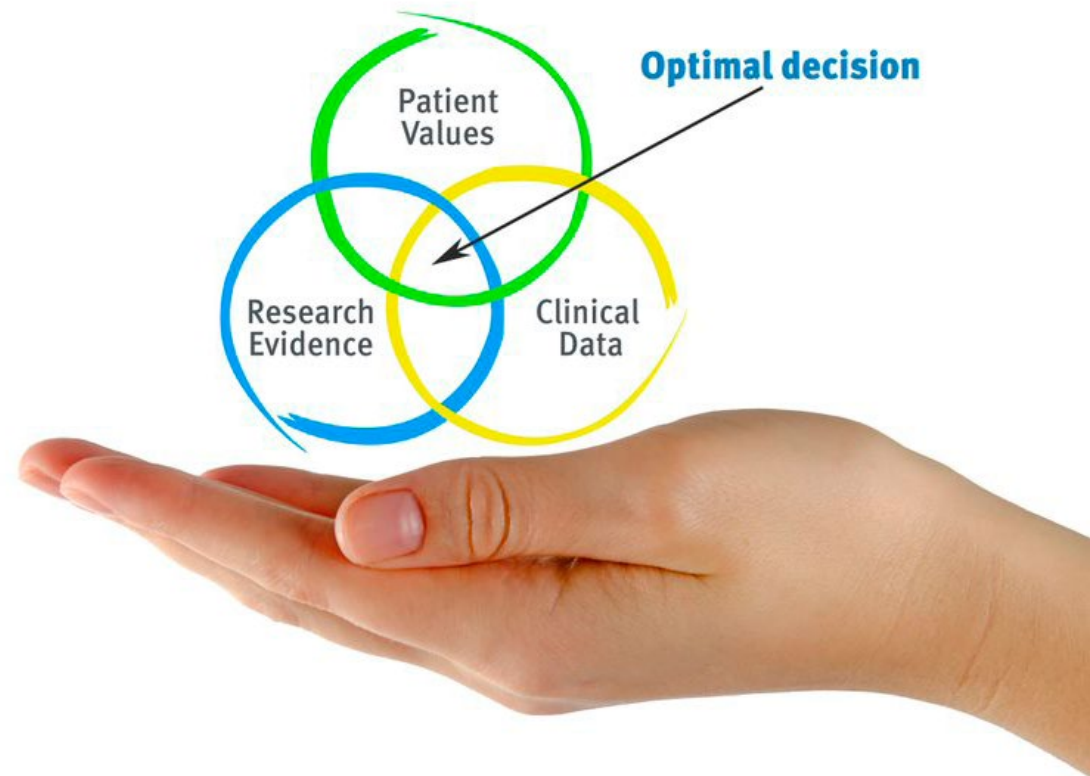 Optimal decision
Patient
Values
Research
Evidence
Clinical
Data